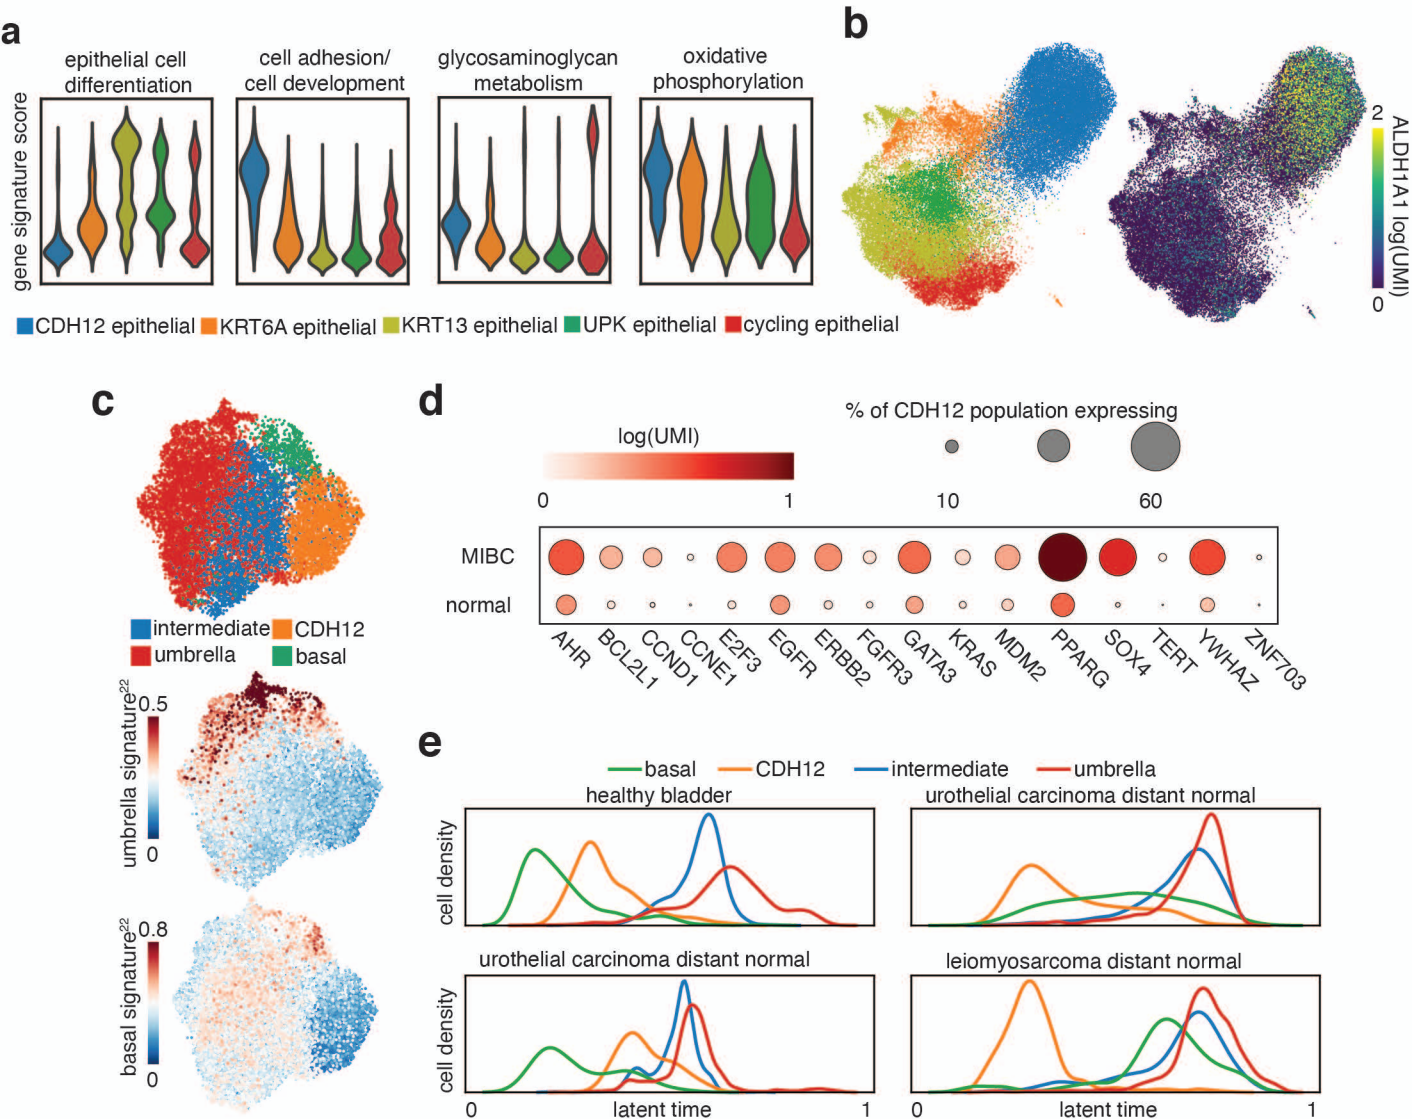 a
epithelial cell
differentiation
cell adhesion/
cell development
glycosaminoglycan
metabolism
oxidative
phosphorylation
gene signature score
CDH12 epithelial KRT6A epithelial KRT13 epithelial UPK epithelial cycling epithelial
b
2
0
ALDH1A1 log(UMI)
c
intermediate CDH12
umbrella basal
umbrella signature22
0.5
0
basal signature22
0.8
0
d
log(UMI)
0 1
% of CDH12 population expressing
10 60
MIBC
normal
AHR BCL2L1 CCND1 CCNE1 E2F3 EGFR ERBB2 FGFR3 GATA3 KRAS MDM2 PPARG SOX4 TERT YWHAZ ZNF703
e
basal CDH12 intermediate umbrella
healthy bladder
urothelial carcinoma distant normal
cell density
urothelial carcinoma distant normal
leiomyosarcoma distant normal
cell density
0 latent time 1
0 latent time 1